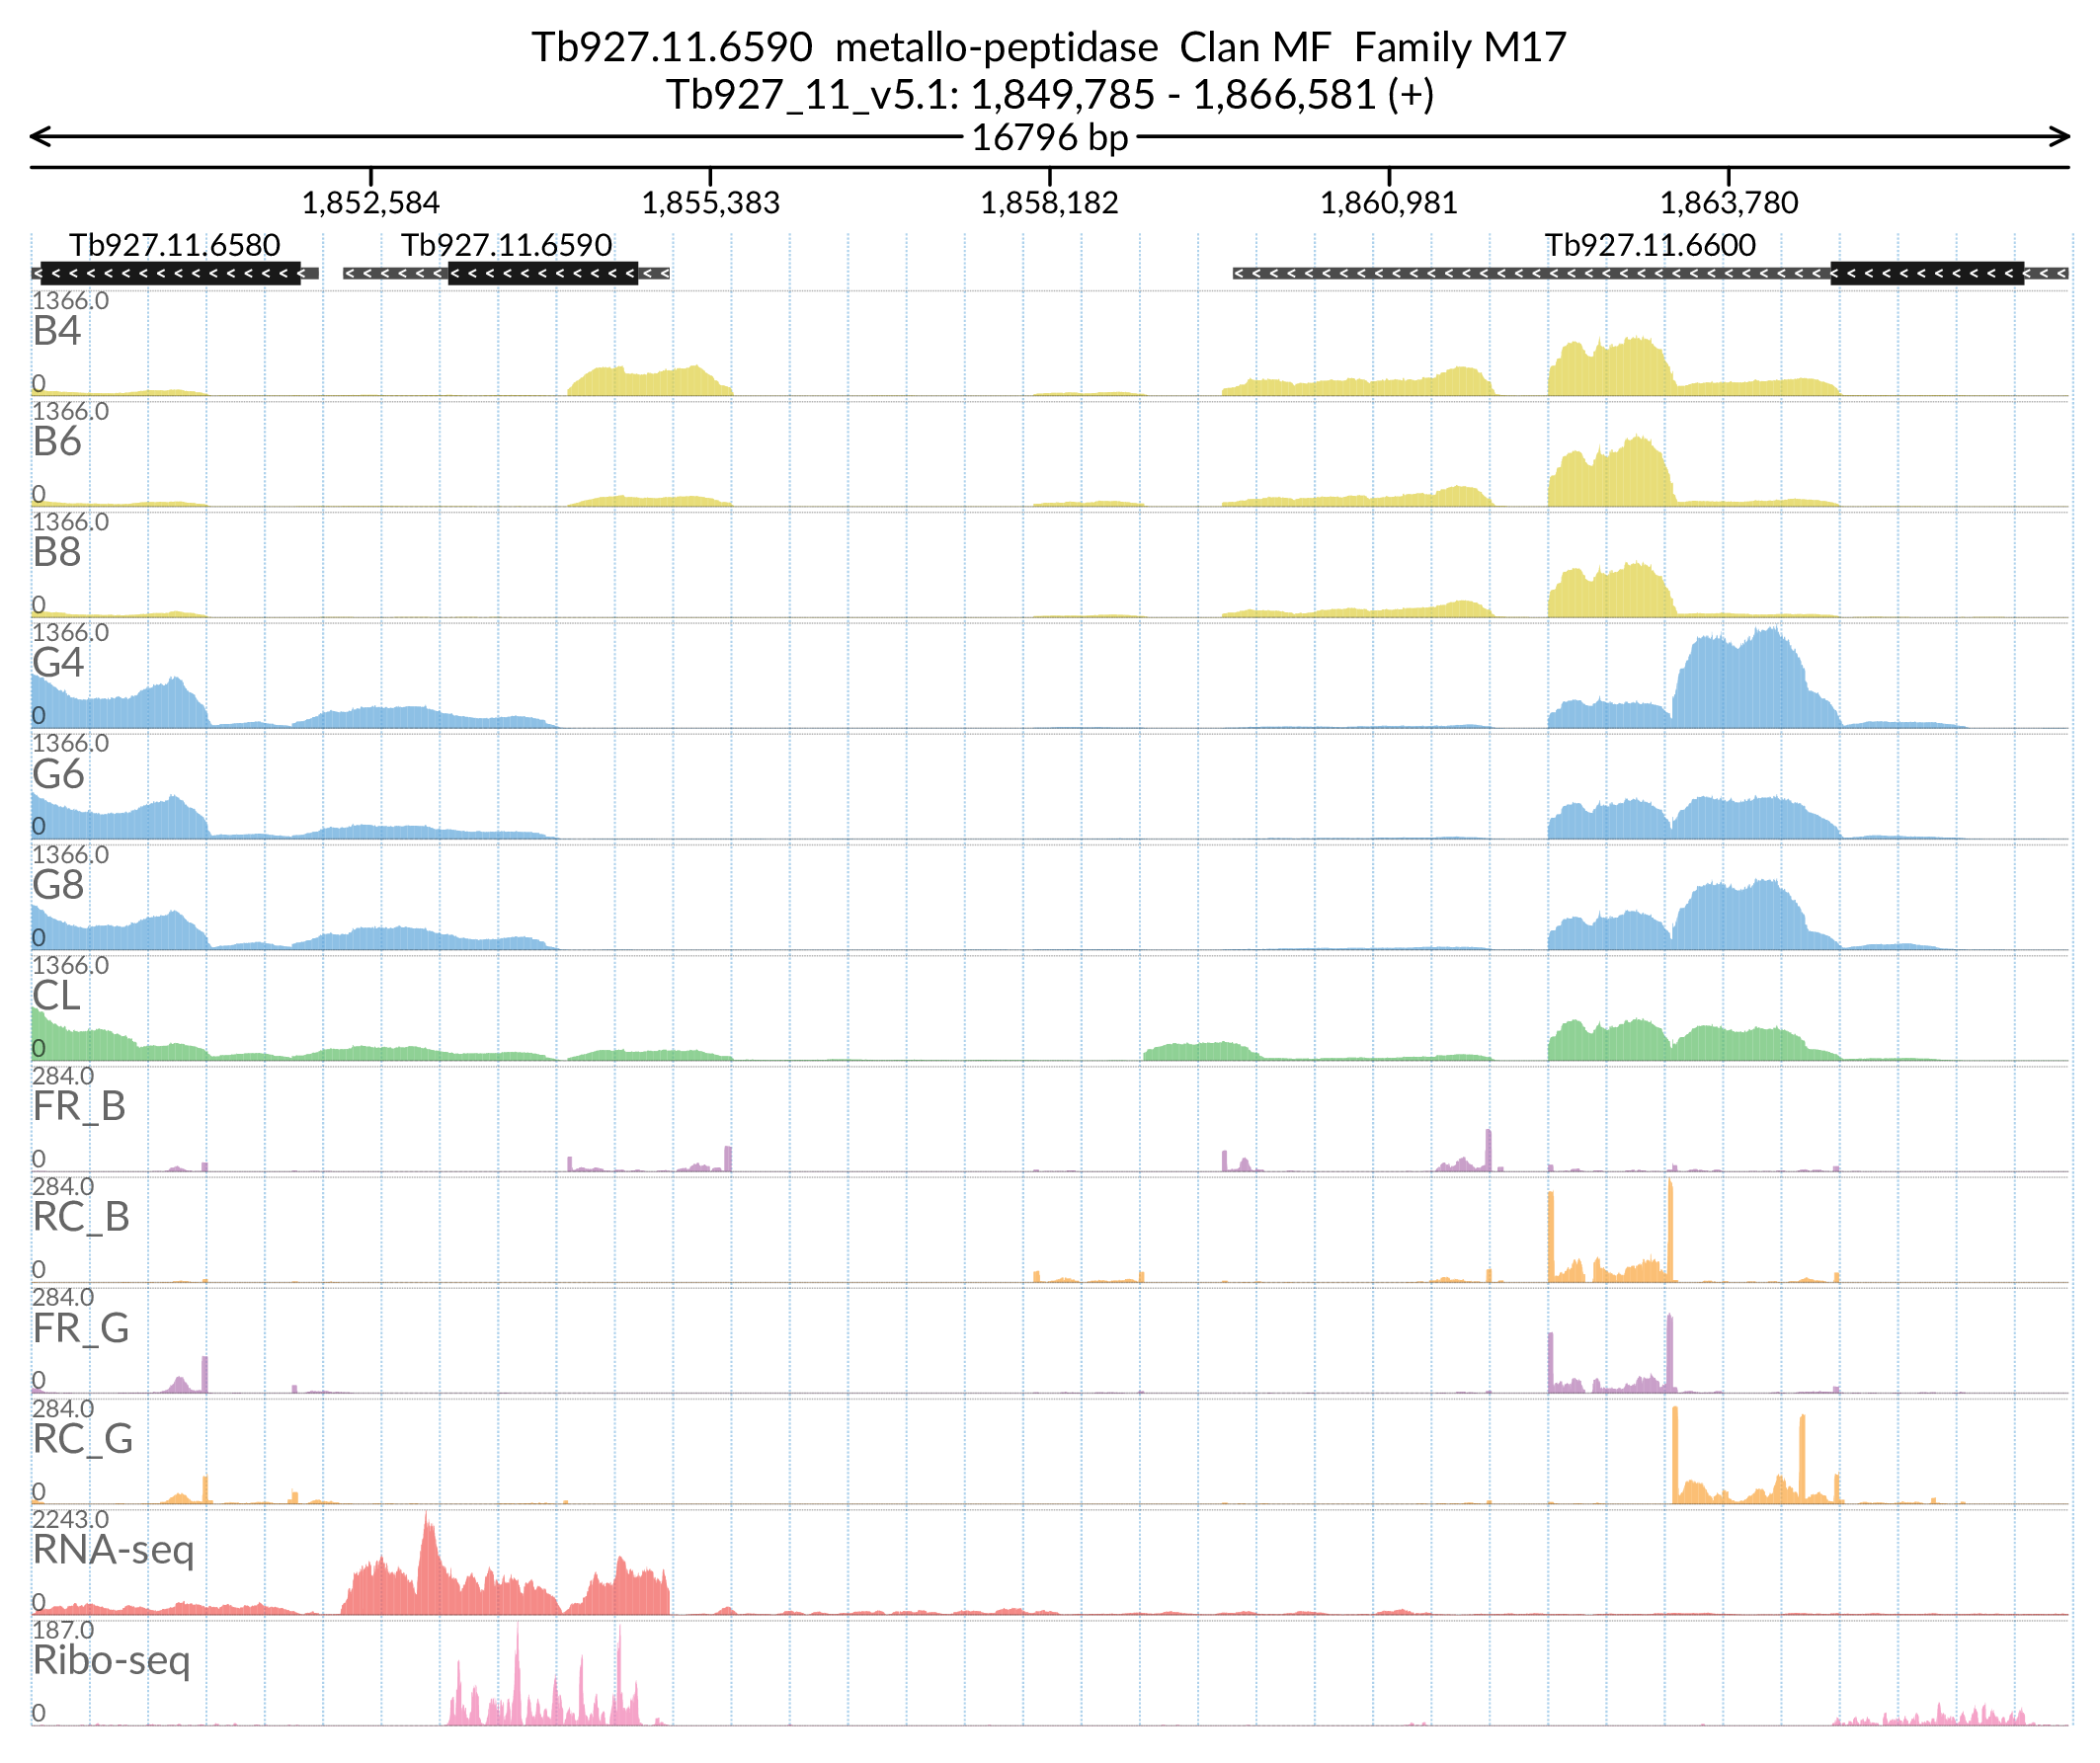 Tb927.11.6590  metallo-peptidase  Clan MF  Family M17
Tb927_11_v5.1: 1,849,785 - 1,866,581 (+)
16796 bp
1,852,584 1,855,383 1,858,182 1,860,981 1,863,780
Tb927.11.6580 Tb927.11.6590 Tb927.11.6600
1366.0
B4
0
1366.0
B6
0
1366.0
B8
0
1366.0
G4
0
1366.0
G6
0
1366.0
G8
0
1366.0
CL
0
284.0
FR_B
0
284.0
RC_B
0
284.0
FR_G
0
284.0
RC_G
0
2243.0
RNA-seq
0
187.0
Ribo-seq
0